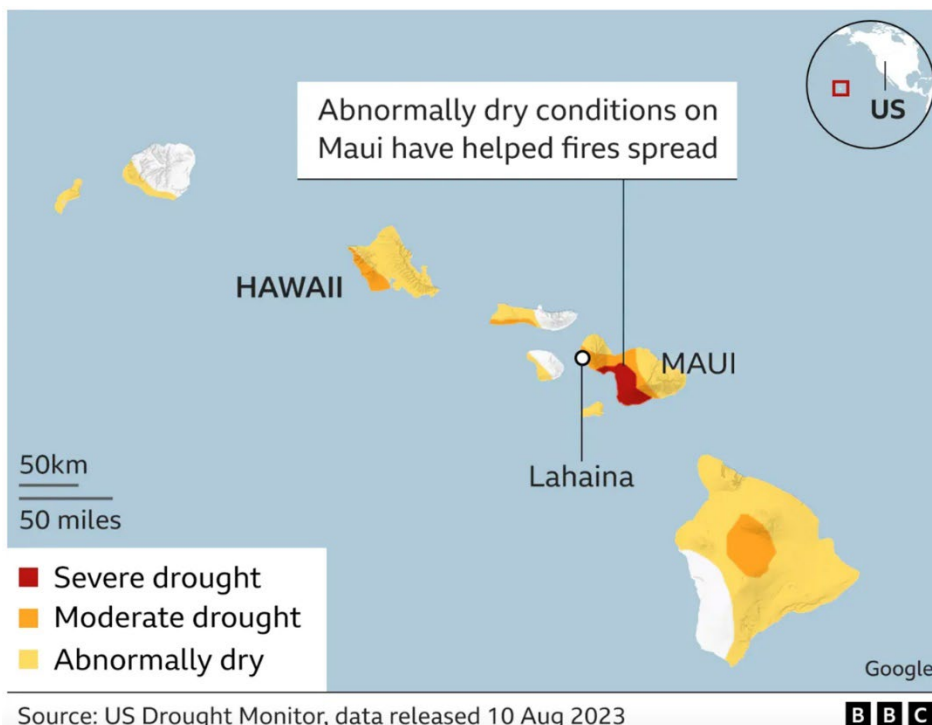 US
Abnormally dry conditions on
Maui have helped fires spread
HAWAII
MAUI
Lahaina
50km
50 miles
Severe drought
Moderate drought
Abnormally dry
Google
Source: US Drought Monitor, data released 10 Aug 2023
BBC